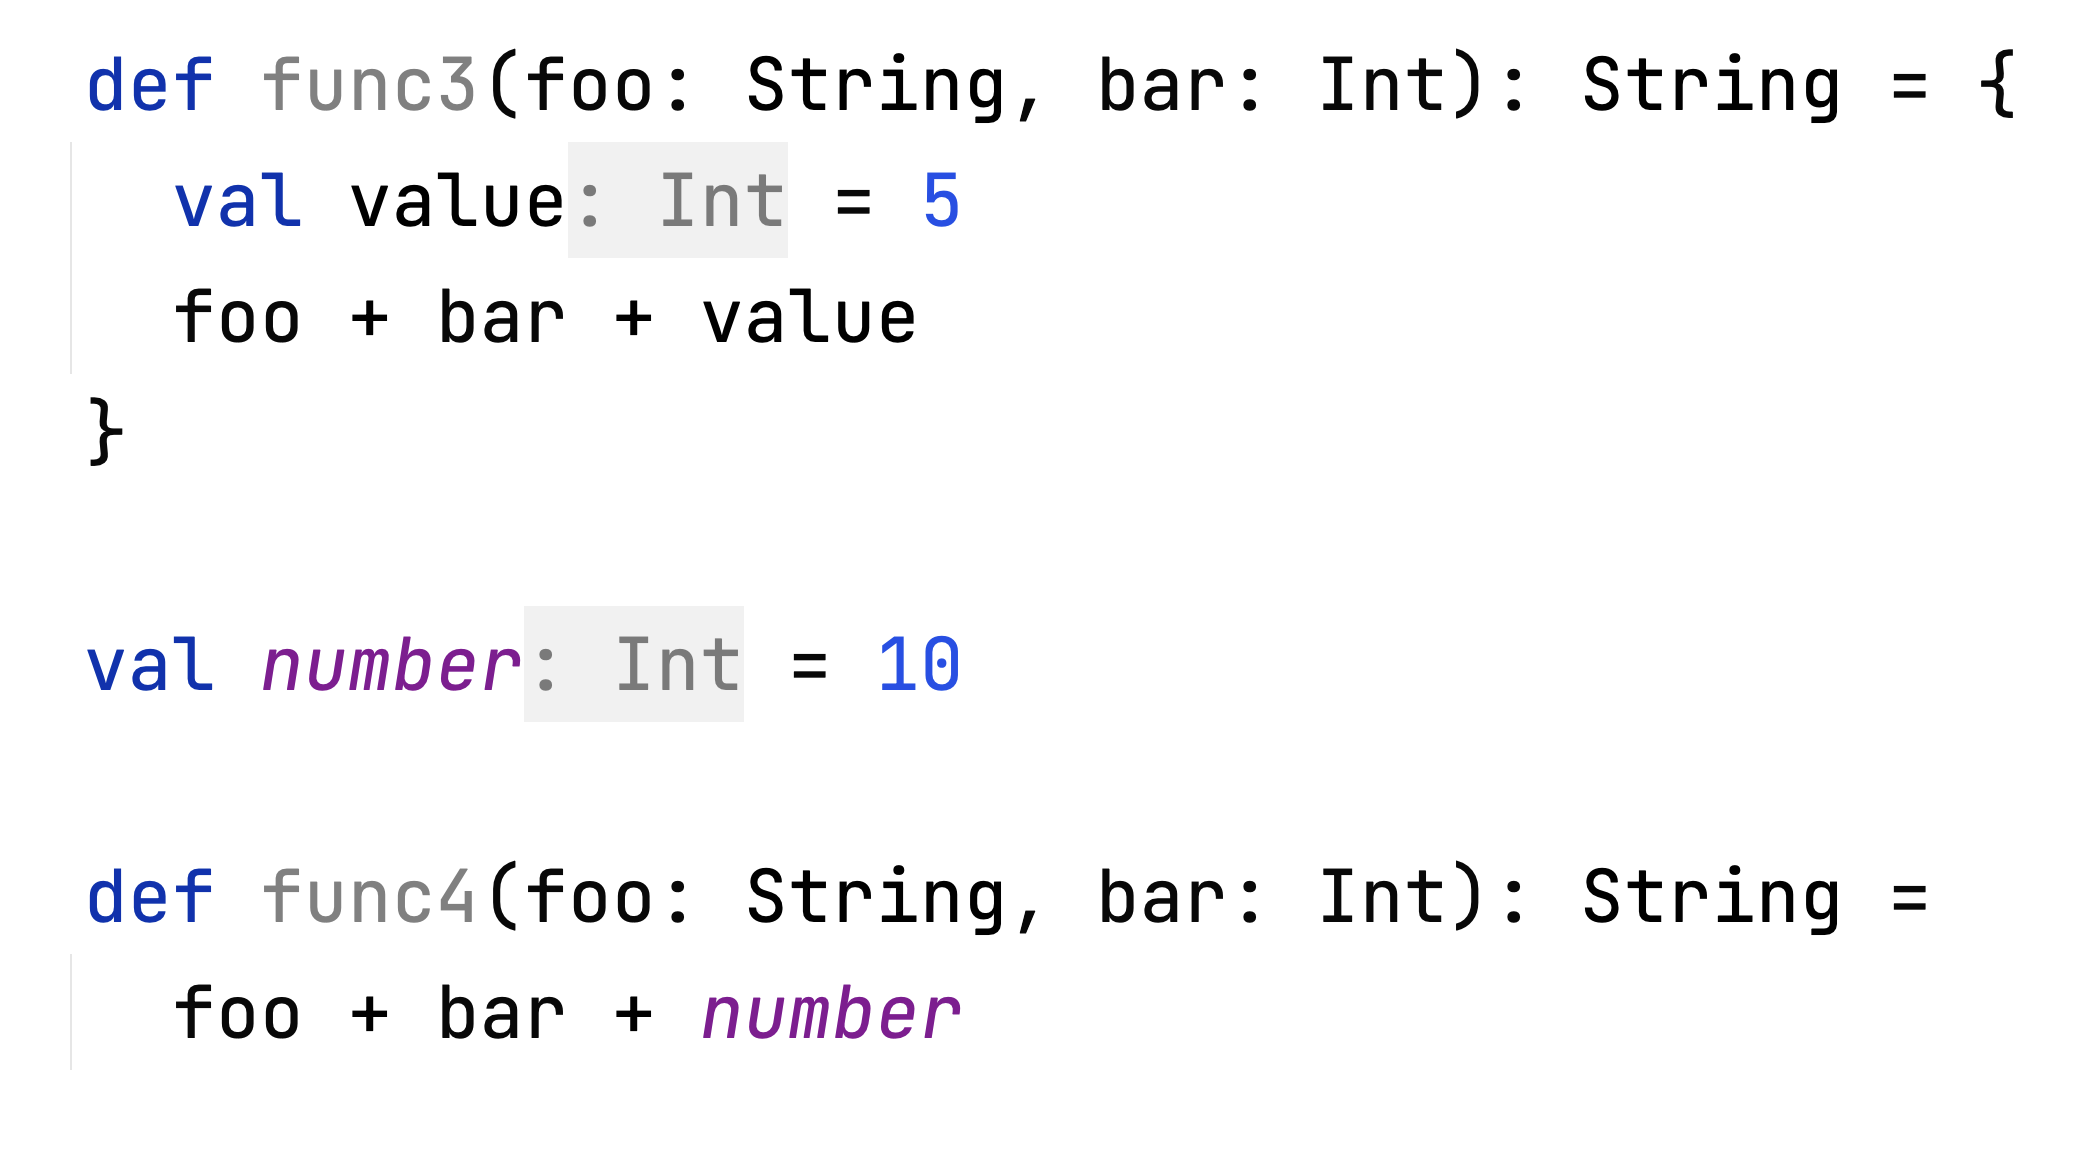 def func3(foo: String, bar: Int): String = {
  val value: Int = 5
  foo + bar + value
}

val number: Int = 10

def func4(foo: String, bar: Int): String =
  foo + bar + number